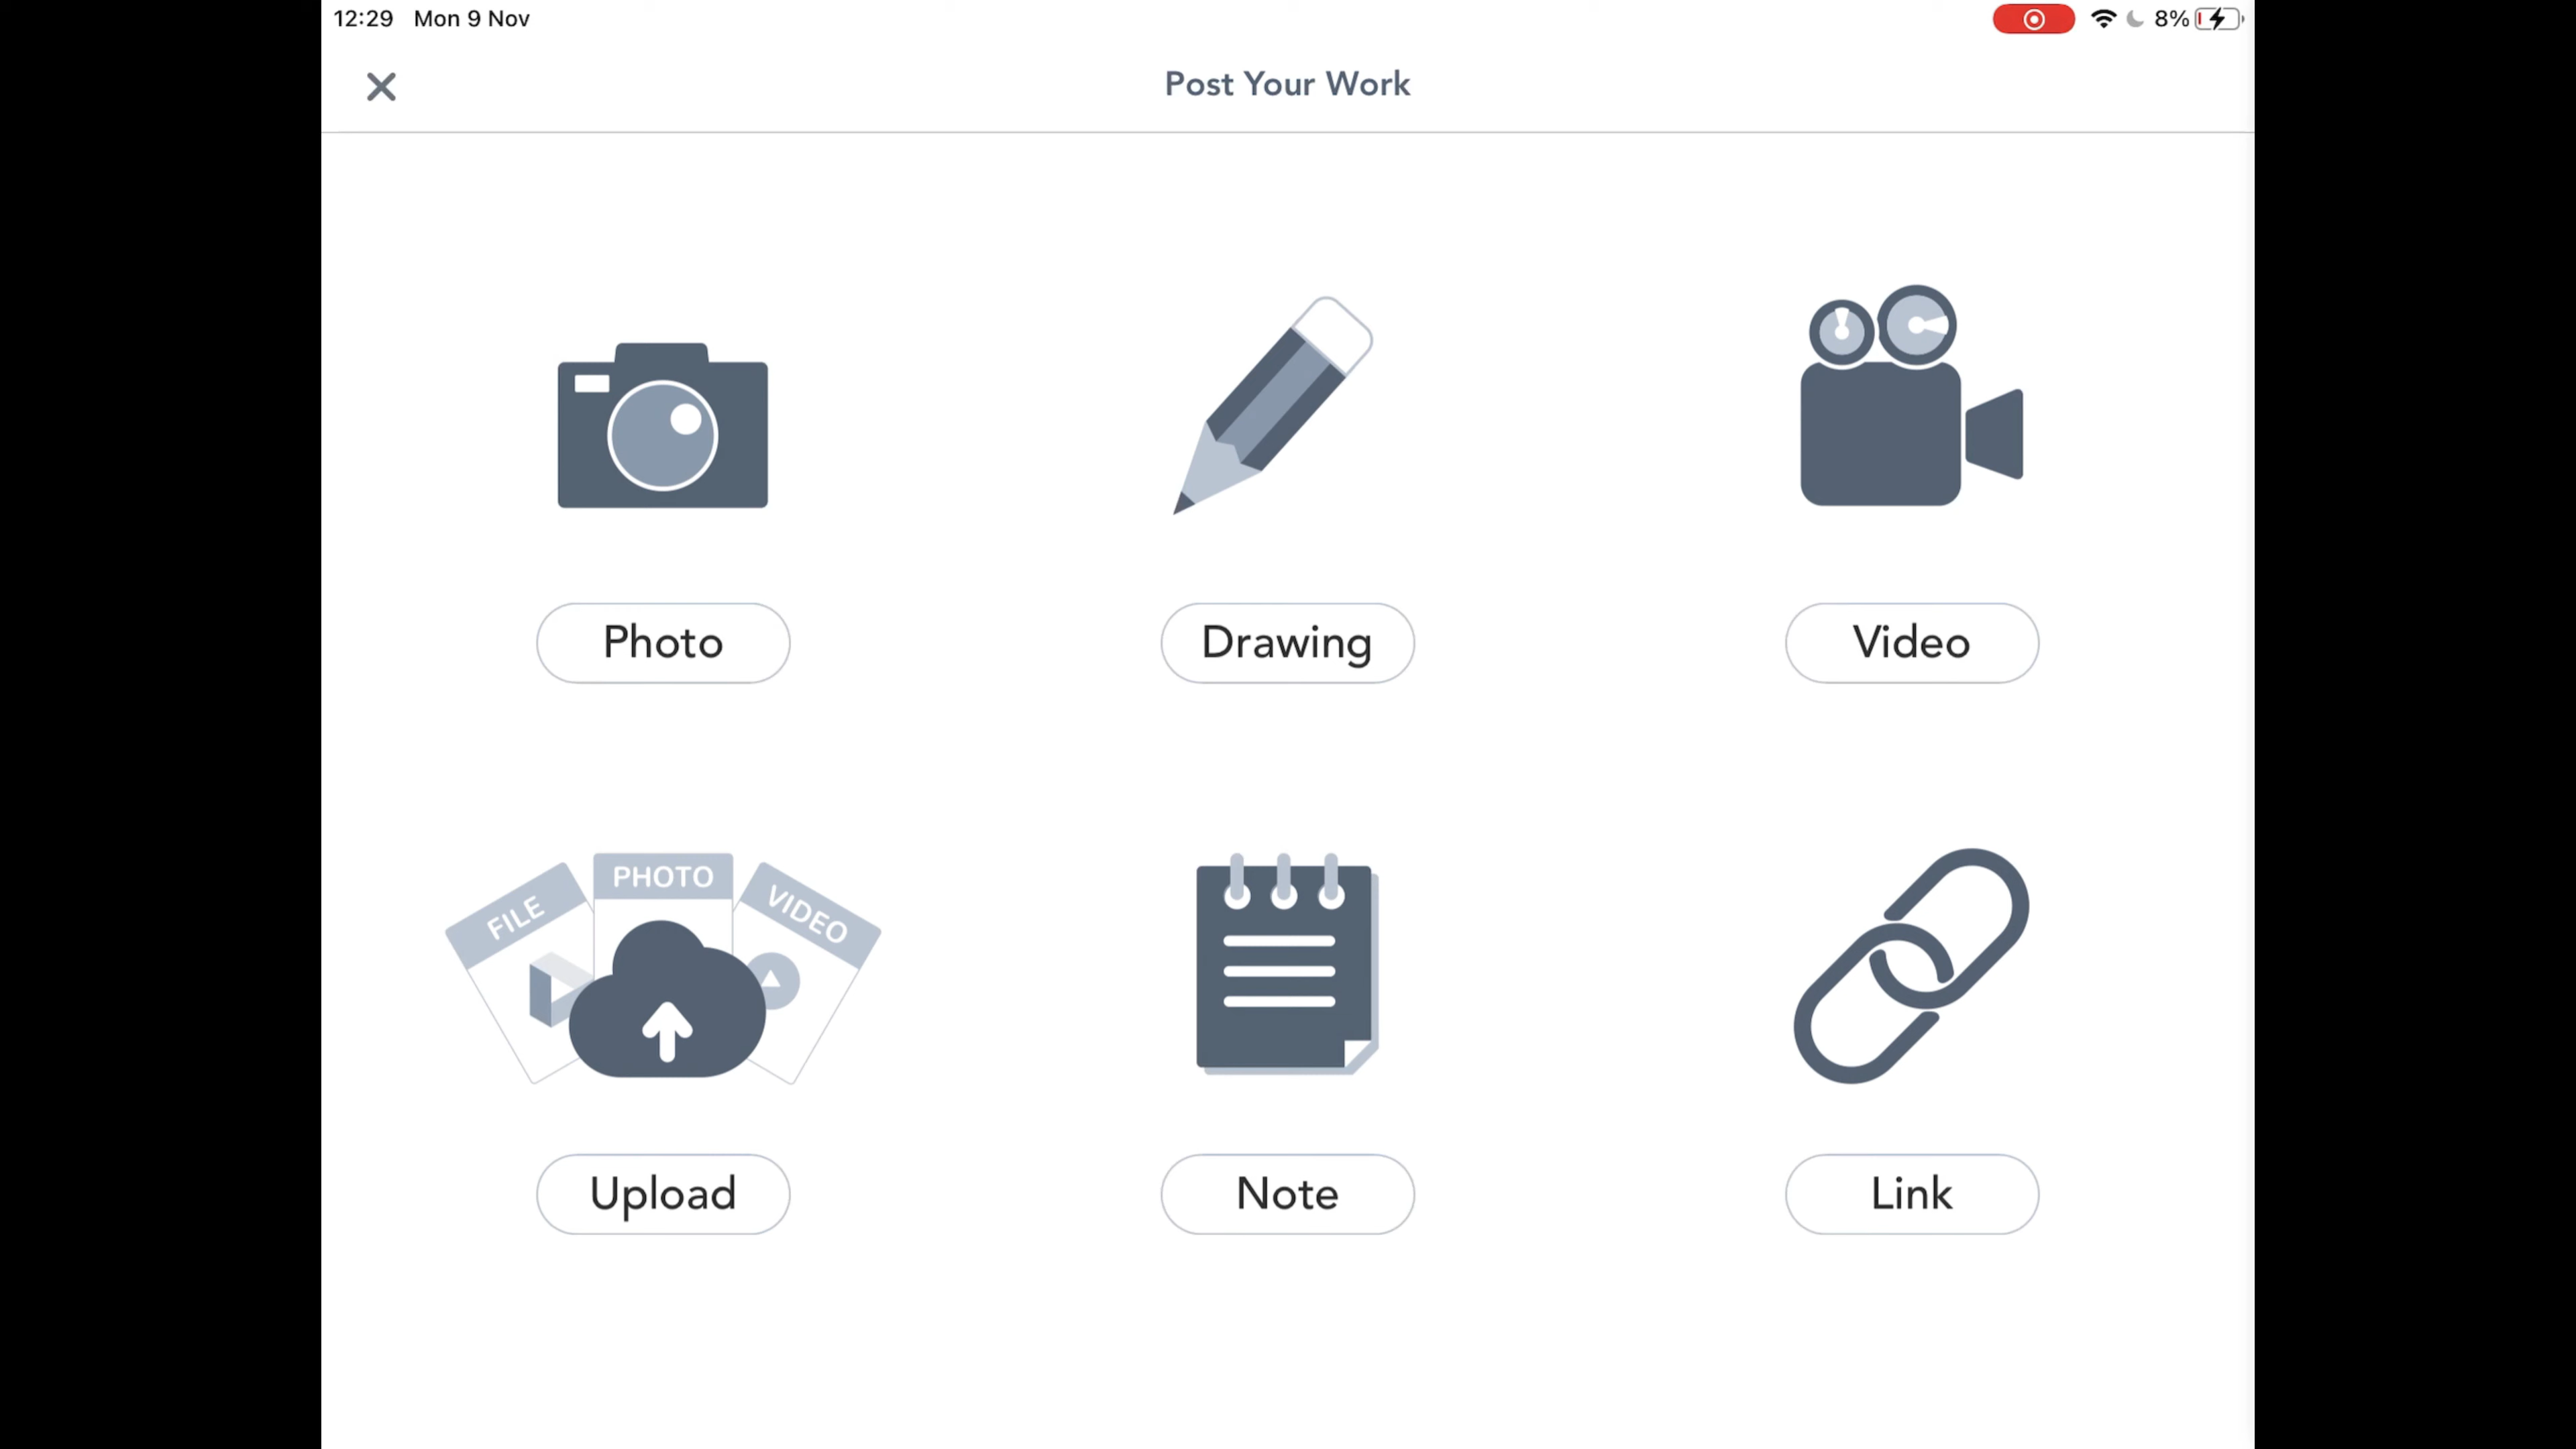 12:29 Mon 9 Nov
8%
Post Your Work
Photo
Drawing
Video
FILE
PHOTO
VIDEO
Upload
Note
Link